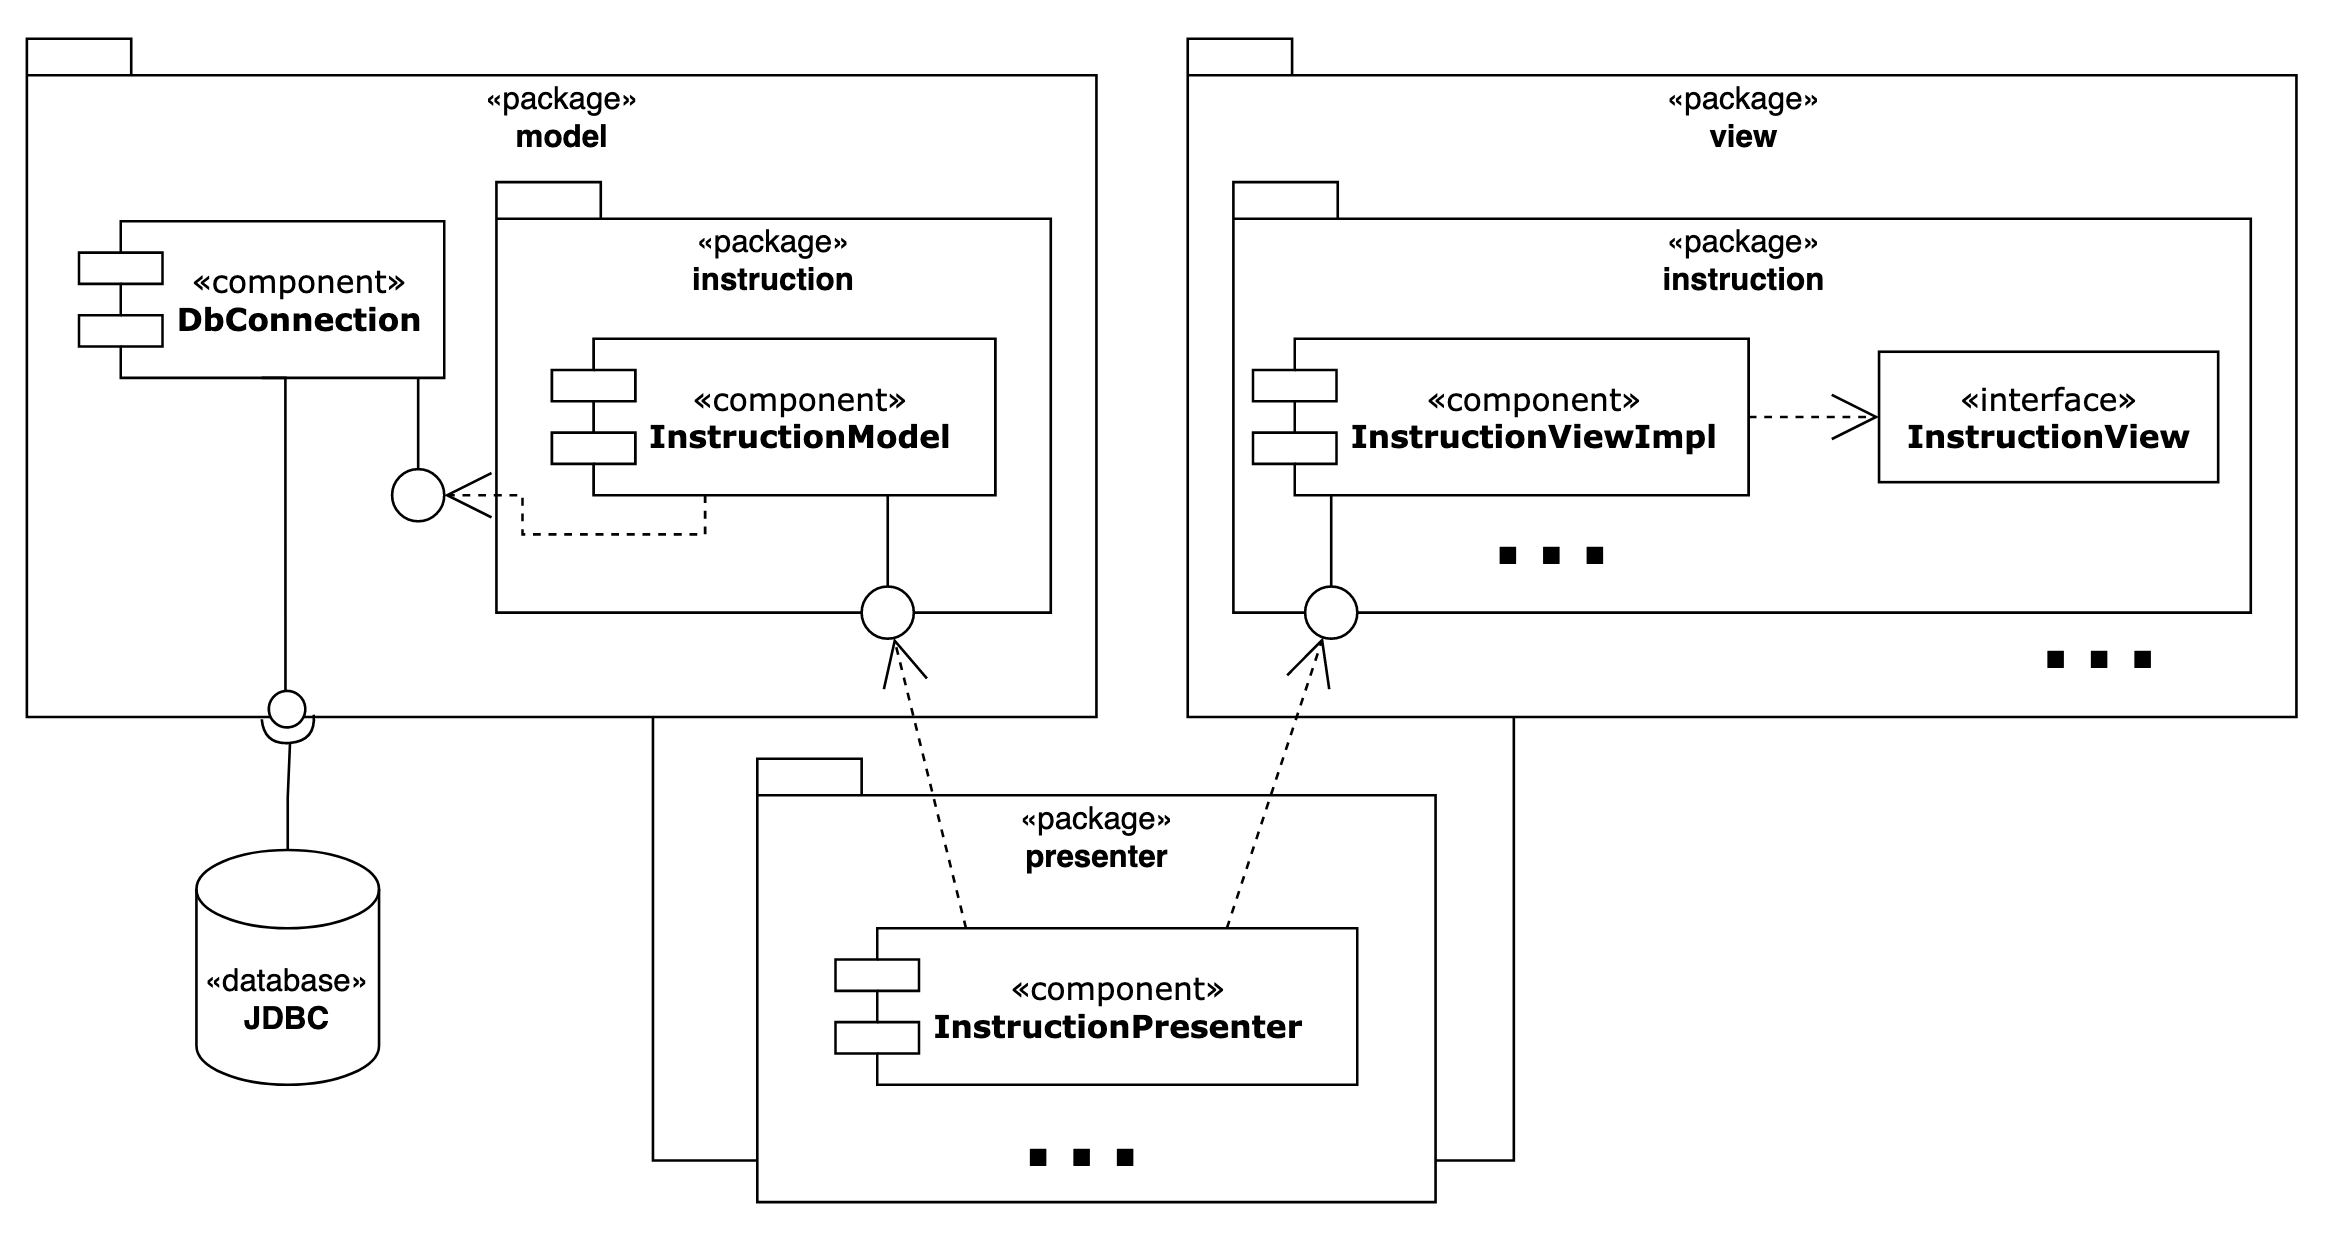 «package»
model
«component»
DbConnection
«package»
instruction
«component»
InstructionModel
«package»
view
«package»
instruction
«component»
InstructionViewImpl
«interface»
InstructionView
«package»
presenter
«component»
InstructionPresenter
«database»
JDBC